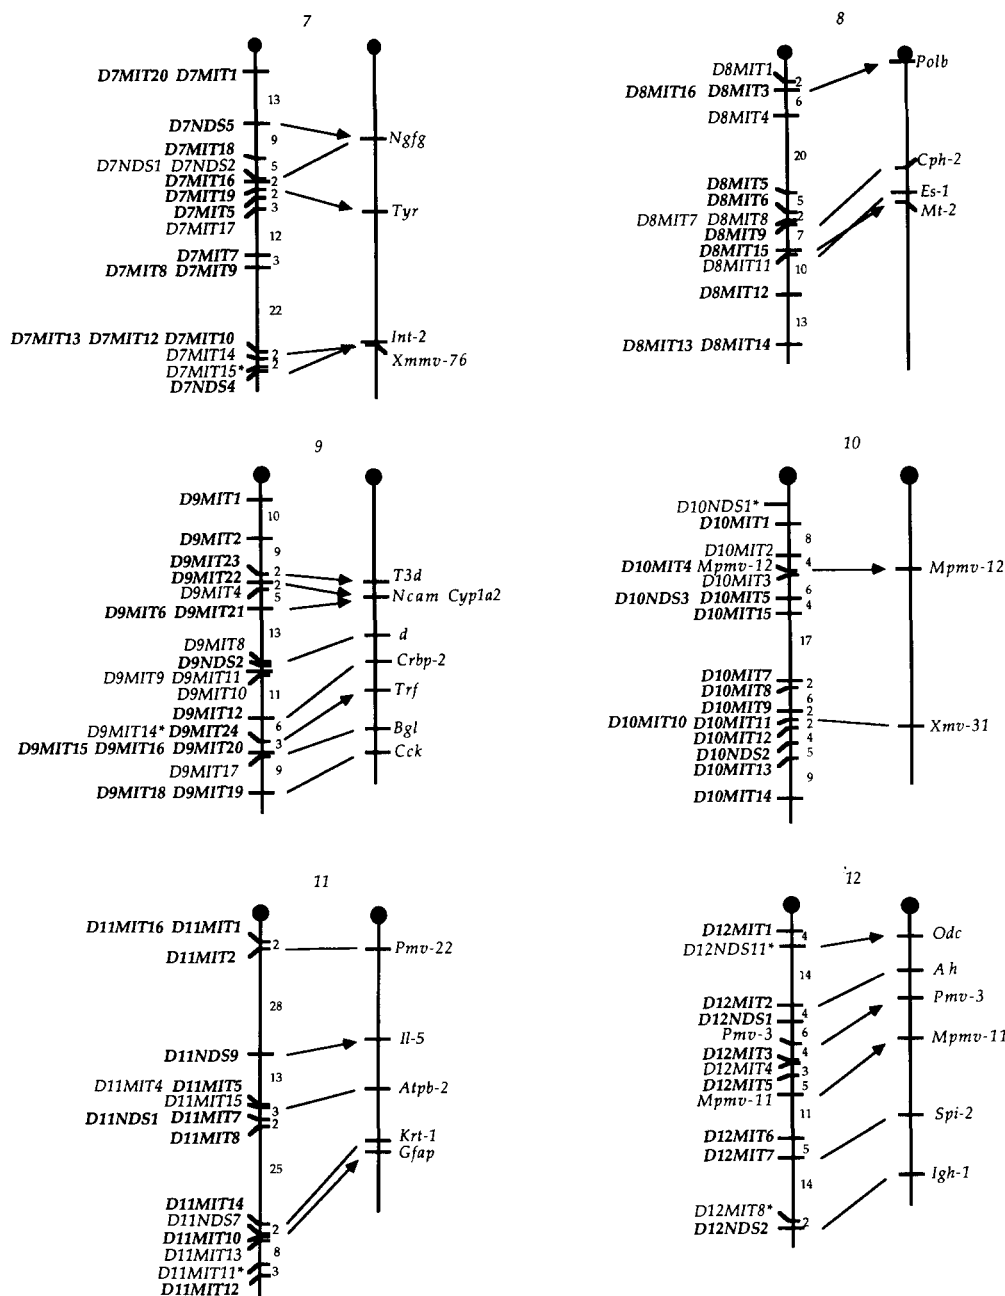 7
D7MIT20 D7MIT1
13
D7NDS5
9
D7MIT18
D7NDS1 D7NDS2
5
D7MIT16
2
D7MIT19
2
D7MIT5
3
D7MIT17
12
D7MIT7
3
D7MIT8 D7MIT9
22
D7MIT13 D7MIT12 D7MIT10
D7MIT14
2
D7MIT15*
2
D7NDS4
Ngfg
Tyr
Int-2
Xmmv-76
8
D8MIT1
2
D8MIT16 D8MIT3
6
D8MIT4
20
D8MIT5
D8MIT6
5
D8MIT7 D8MIT8
2
D8MIT9
7
D8MIT15
D8MIT11
10
D8MIT12
13
D8MIT13 D8MIT14
Polb
Cph-2
Es-1
Mt-2
9
D9MIT1
10
D9MIT2
9
D9MIT23
2
D9MIT22
2
D9MIT4
5
D9MIT6 D9MIT21
13
D9MIT8
D9NDS2
D9MIT9 D9MIT11
D9MIT10
11
D9MIT12
6
D9MIT14* D9MIT24
3
D9MIT15 D9MIT16 D9MIT20
D9MIT17
9
D9MIT18 D9MIT19
T3d
Ncam Cyp1a2
d
Crbp-2
Trf
Bgl
Cck
10
D10NDS1*
D10MIT1
8
D10MIT2
D10MIT4 Mpmv-12
4
D10MIT3
6
D10NDS3 D10MIT5
4
D10MIT15
17
D10MIT7
2
D10MIT8
6
D10MIT9
2
D10MIT10 D10MIT11
2
D10MIT12
4
D10NDS2
5
D10MIT13
9
D10MIT14
Mpmv-12
Xmv-31
11
D11MIT16 D11MIT1
2
D11MIT2
28
D11NDS9
13
D11MIT4 D11MIT5
D11MIT15
3
D11NDS1 D11MIT7
2
D11MIT8
25
D11MIT14
D11NDS7
2
D11MIT10
D11MIT13
8
D11MIT11*
3
D11MIT12
Pmv-22
Il-5
Atpb-2
Krt-1
Gfap
12
D12MIT1
4
D12NDS11*
14
D12MIT2
4
D12NDS1
6
Pmv-3
D12MIT3
4
D12MIT4
3
D12MIT5
5
Mpmv-11
11
D12MIT6
5
D12MIT7
14
D12MIT8*
2
D12NDS2
Odc
Ah
Pmv-3
Mpmv-11
Spi-2
Igh-1